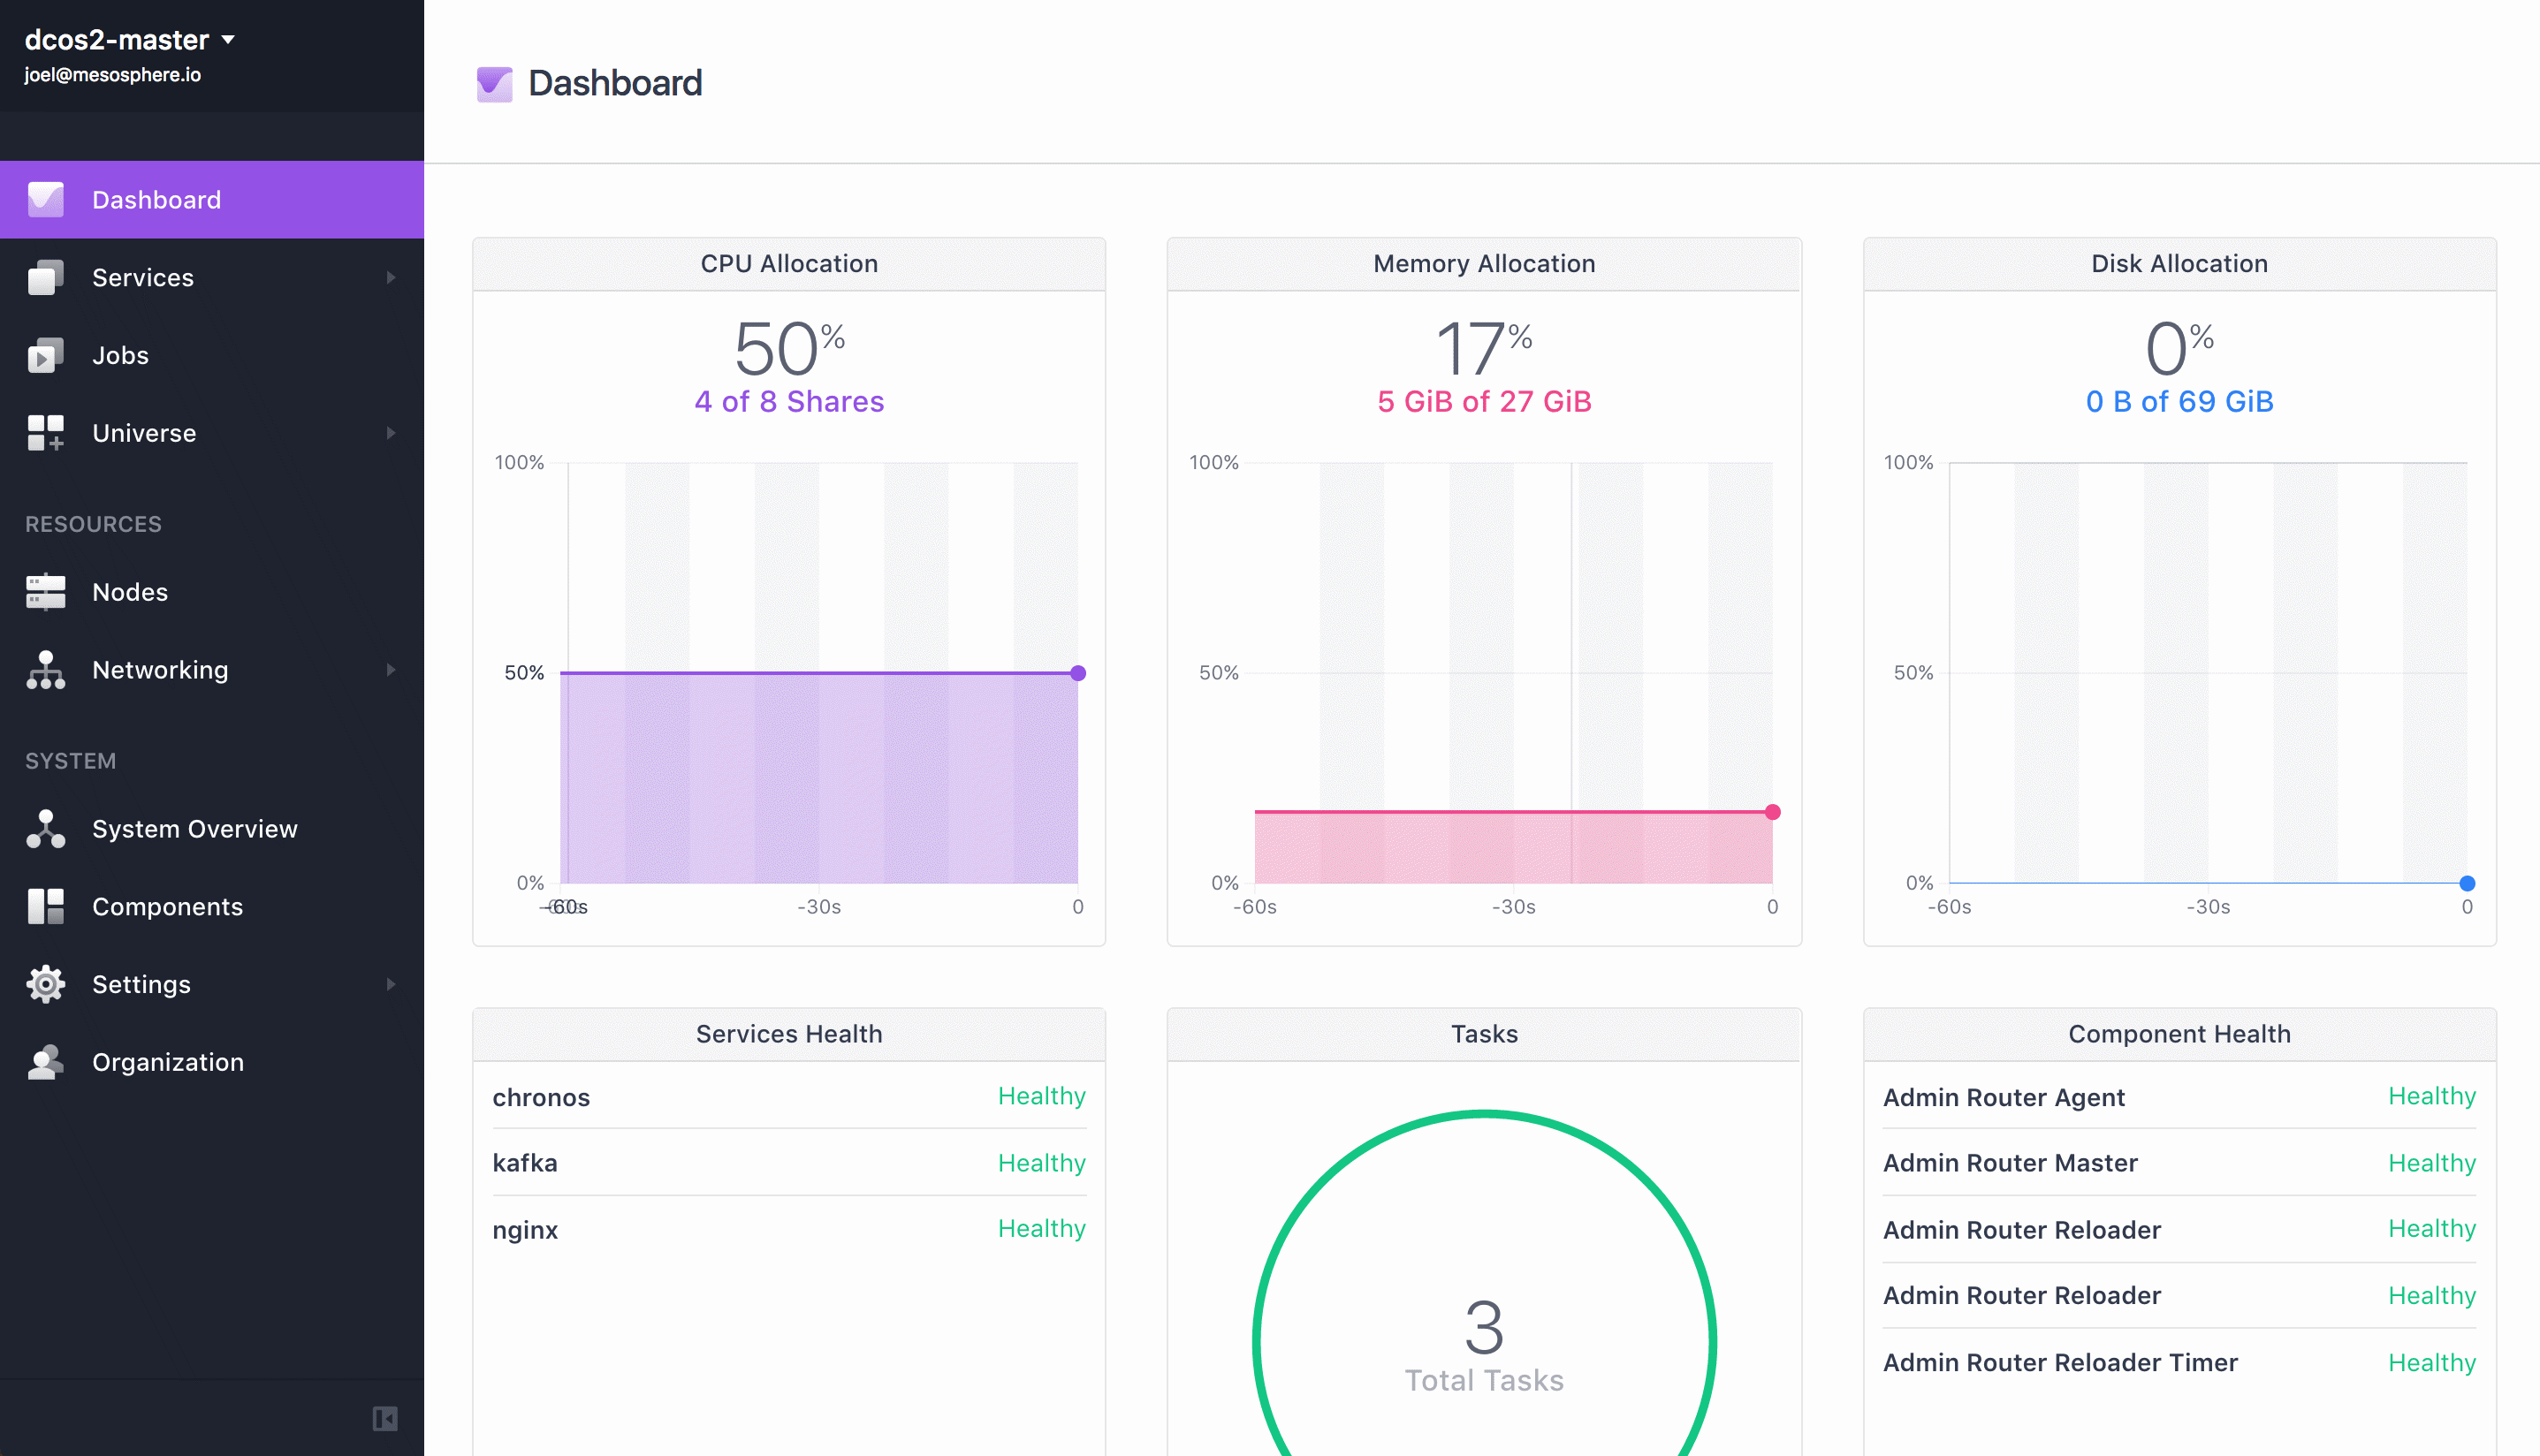 dcos2-master
joel@mesosphere.io
Dashboard
Services
Jobs
Universe
RESOURCES
Nodes
Networking
SYSTEM
System Overview
Components
Settings
Organization
Dashboard
CPU Allocation
50%
4 of 8 Shares
100%
50%
0%
-60s
-30s
0
Memory Allocation
17%
5 GiB of 27 GiB
100%
50%
0%
-60s
-30s
0
Disk Allocation
0%
0 B of 69 GiB
100%
50%
0%
-60s
-30s
0
Services Health
chronos Healthy
kafka Healthy
nginx Healthy
Tasks
3
Total Tasks
Component Health
Admin Router Agent Healthy
Admin Router Master Healthy
Admin Router Reloader Healthy
Admin Router Reloader Healthy
Admin Router Reloader Timer Healthy